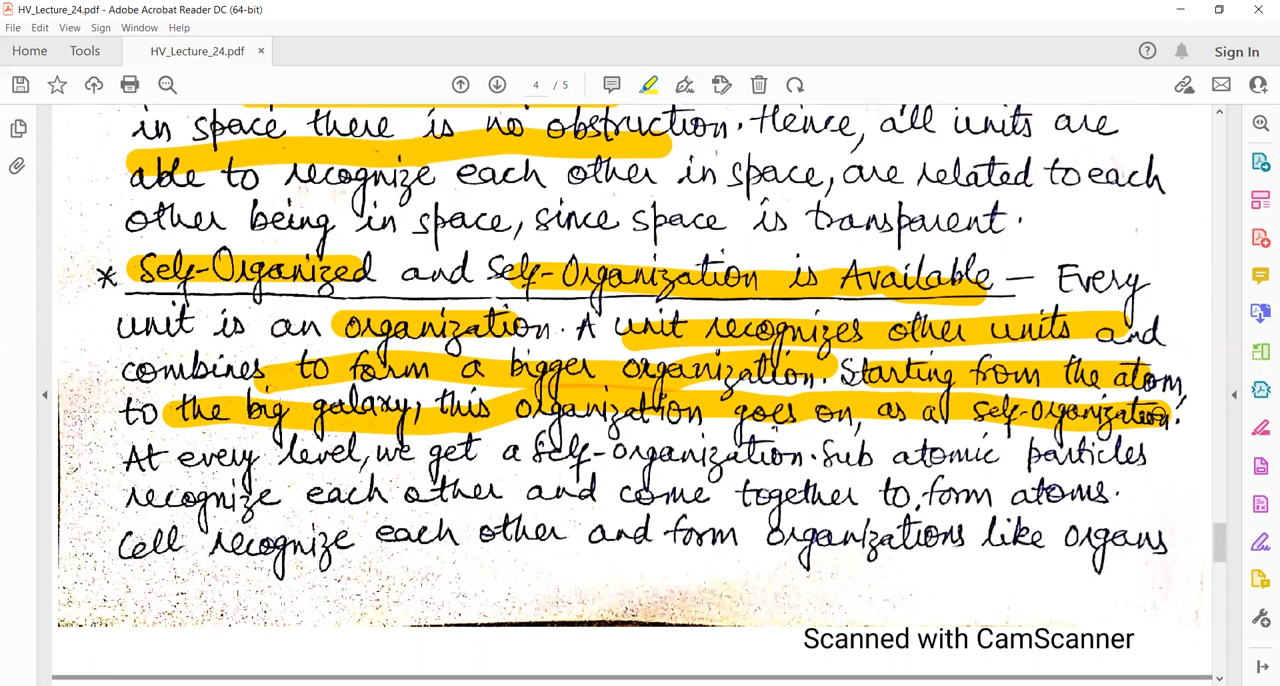 HV_Lecture_24.pdf - Adobe Acrobat Reader DC (64-bit)
File Edit View Sign Window Help
Home Tools HV_Lecture_24.pdf × Sign In
4 / 5
in space there is no obstruction. Hence, all units are
able to recognize each other in space, are related to each
other being in space, since space is transparent.
* Self-Organized and Self-Organization is Available – Every
unit is an organization. A unit recognizes other units and
combines to form a bigger organization. Starting from the atom
to the big galaxy, this organization goes on, as a self-organization.
At every level, we get a Self-organization. Sub atomic particles
recognize each other and come together to form atoms.
Cell recognize each other and form organizations like organs
Scanned with CamScanner